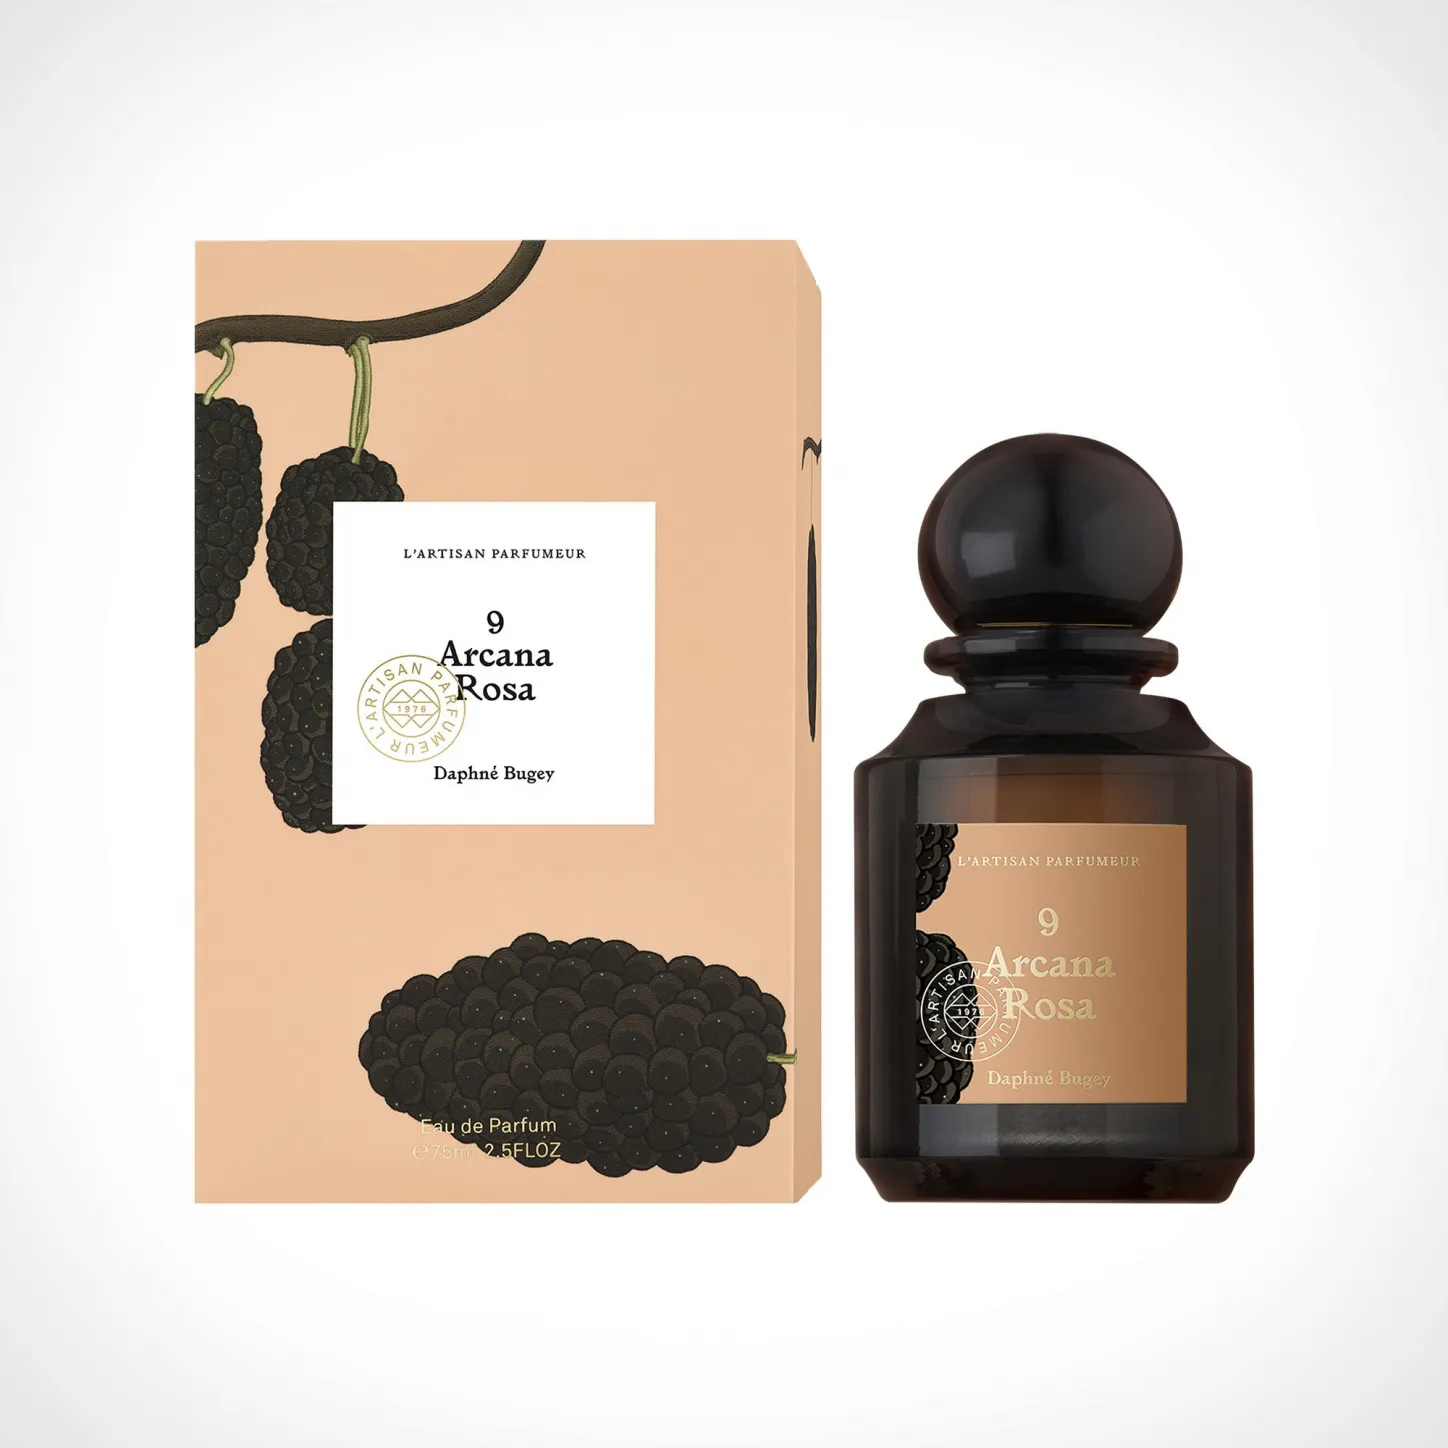 L'ARTISAN PARFUMEUR
9
Arcana
Rosa
L'ARTISAN PARFUMEUR
1976
Daphné Bugey
Eau de Parfum
℮75ml 2.5FLOZ
L'ARTISAN PARFUMEUR
9
Arcana
Rosa
L'ARTISAN PARFUMEUR
1976
Daphné Bugey